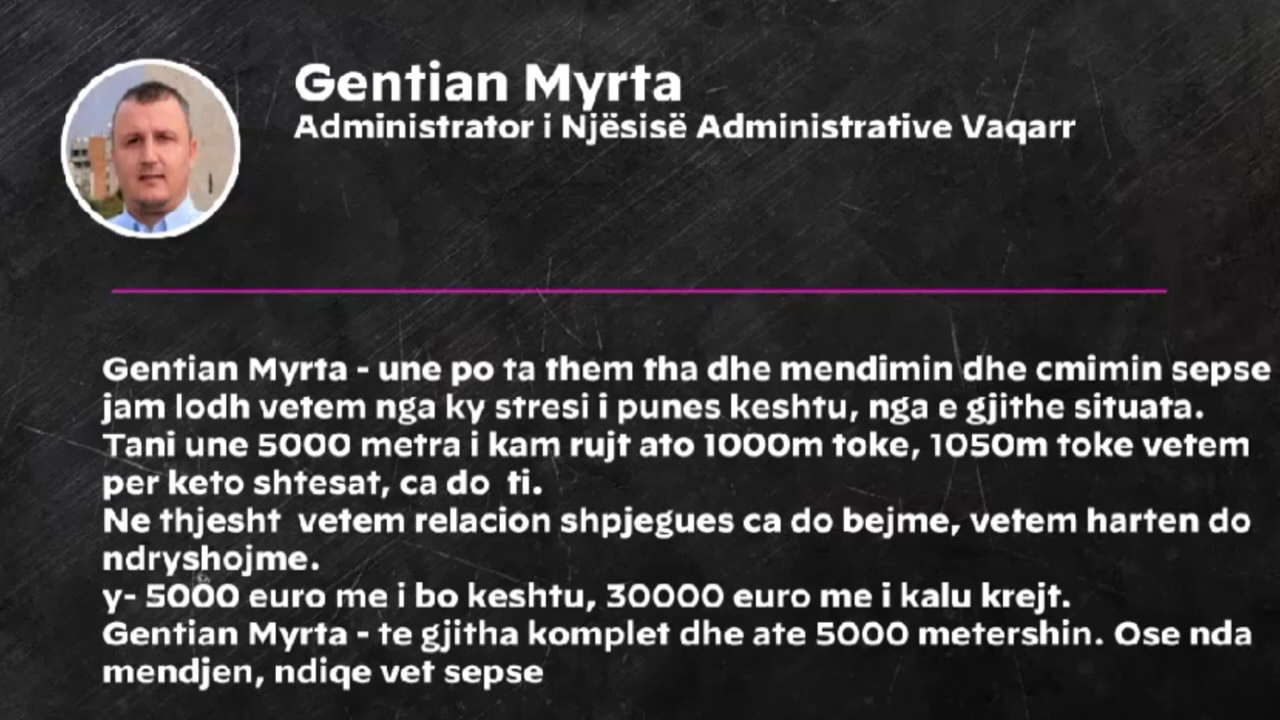 Gentian Myrta
Administrator i Njësisë Administrative Vaqarr
Gentian Myrta - une po ta them tha dhe mendimin dhe cmimin sepse
jam lodh vetem nga ky stresi i punes keshtu, nga e gjithe situata.
Tani une 5000 metra i kam rujt ato 1000m toke, 1050m toke vetem
per keto shtesat, ca do  ti.
Ne thjesht  vetem relacion shpjegues ca do bejme, vetem harten do
ndryshojme.
y- 5000 euro me i bo keshtu, 30000 euro me i kalu krejt.
Gentian Myrta - te gjitha komplet dhe ate 5000 metershin. Ose nda
mendjen, ndiqe vet sepse